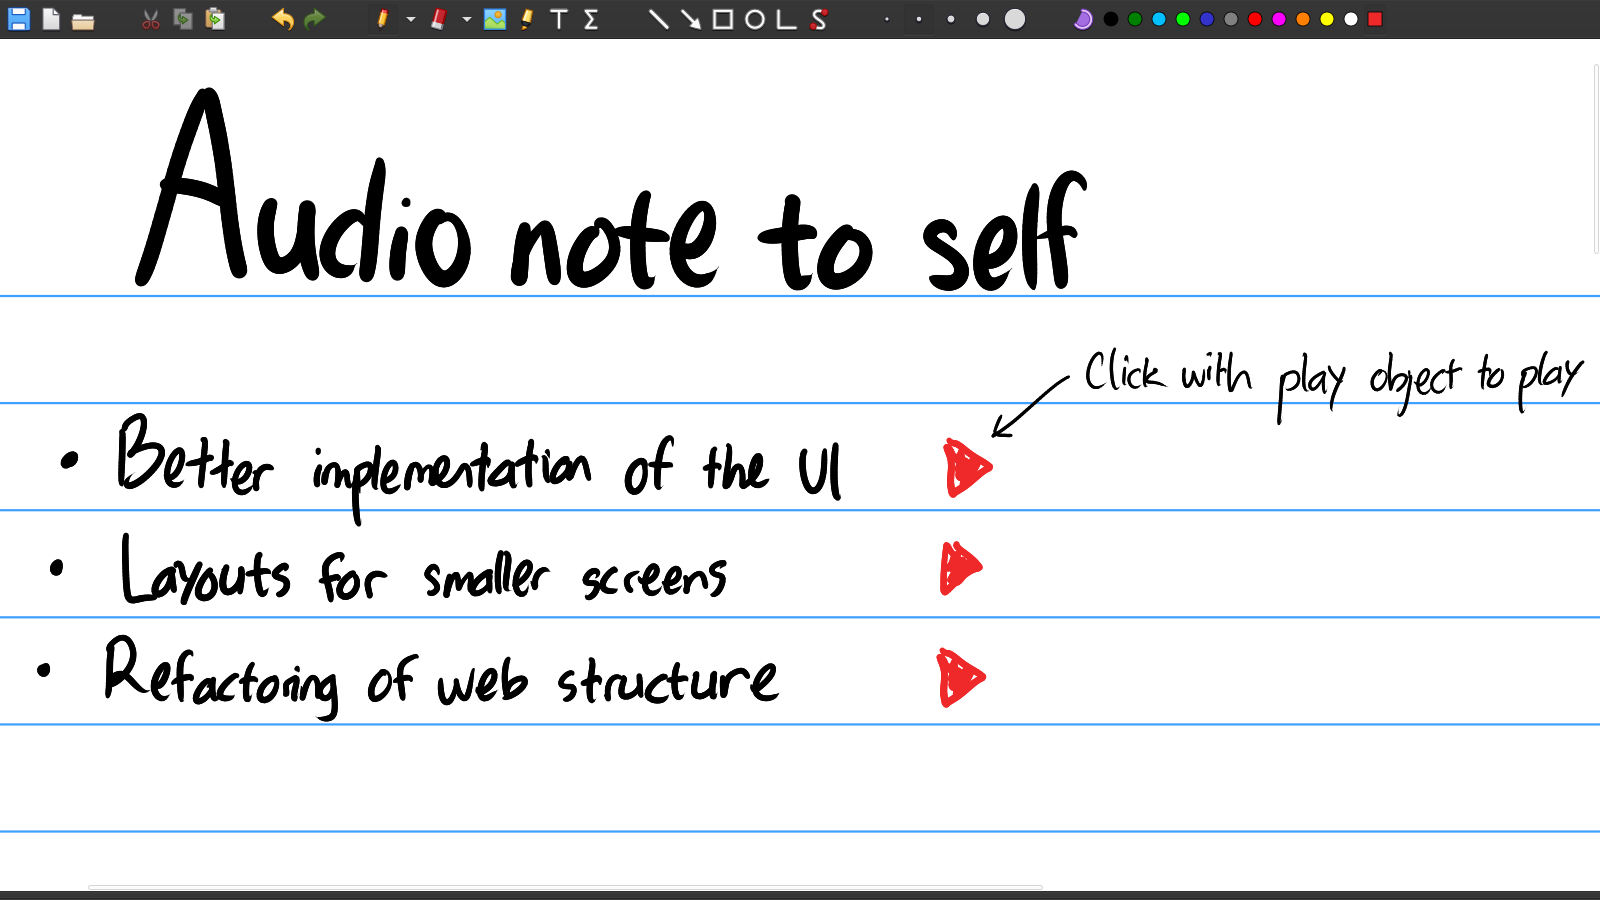 Audio note to self
Click with play object to play
• Better implementation of the UI
• Layouts for smaller screens
• Refactoring of web structure